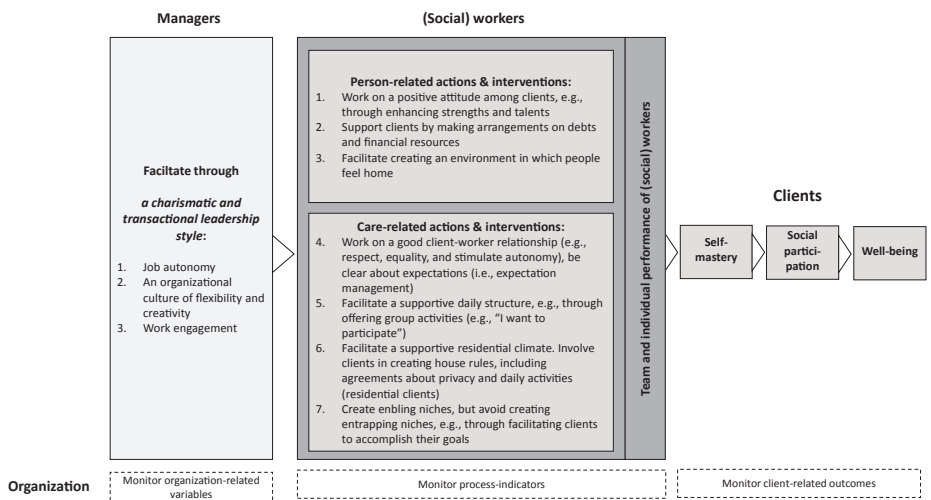 Managers
(Social) workers
Faciltate through
a charismatic and
transactional leadership
style:
1. Job autonomy
2. An organizational
culture of flexibility and
creativity
3. Work engagement
Person-related actions & interventions:
1. Work on a positive attitude among clients, e.g.,
through enhancing strengths and talents
2. Support clients by making arrangements on debts
and financial resources
3. Facilitate creating an environment in which people
feel home
Care-related actions & interventions:
4. Work on a good client-worker relationship (e.g.,
respect, equality, and stimulate autonomy), be
clear about expectations (i.e., expectation
management)
5. Facilitate a supportive daily structure, e.g., through
offering group activities (e.g., “I want to
participate”)
6. Facilitate a supportive residential climate. Involve
clients in creating house rules, including
agreements about privacy and daily activities
(residential clients)
7. Create enbling niches, but avoid creating
entrapping niches, e.g., through facilitating clients
to accomplish their goals
Team and individual performance of (social) workers
Clients
Self-
mastery
Social
partici-
pation
Well-being
Organization
Monitor organization-related
variables
Monitor process-indicators
Monitor client-related outcomes